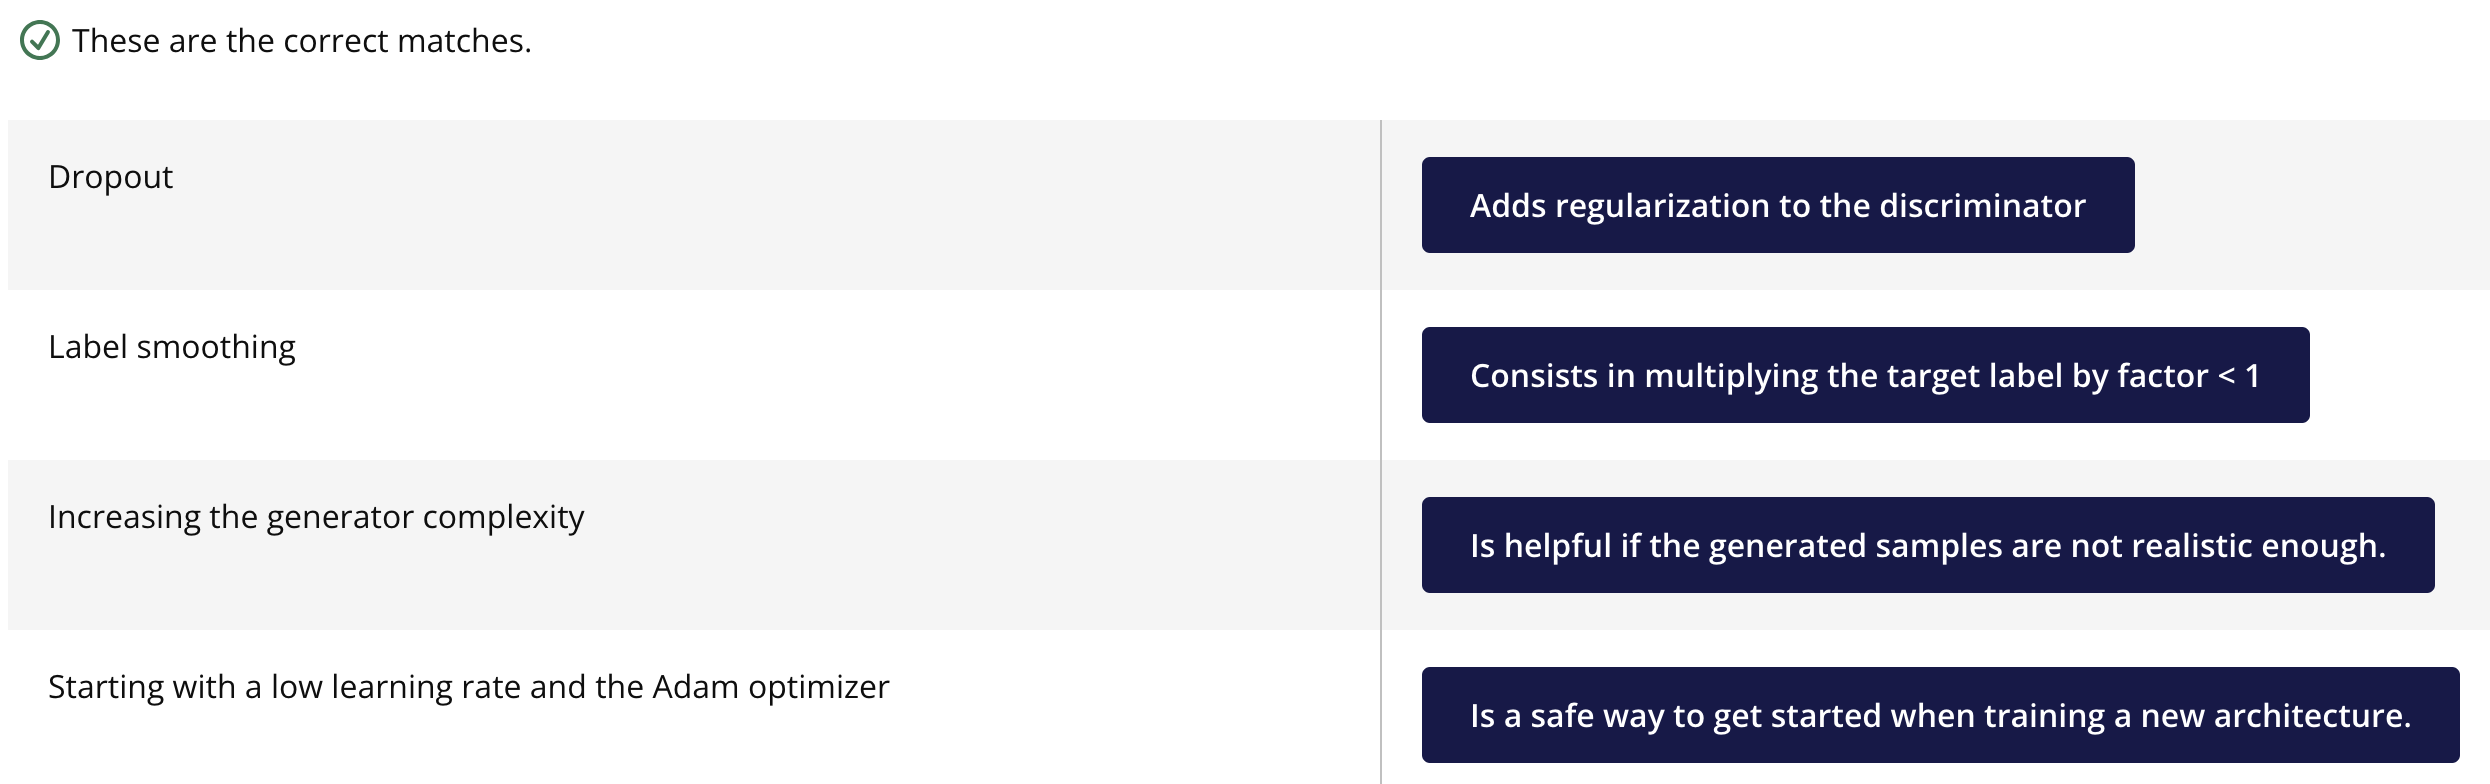 These are the correct matches.
Dropout
Adds regularization to the discriminator
Label smoothing
Consists in multiplying the target label by factor < 1
Increasing the generator complexity
Is helpful if the generated samples are not realistic enough.
Starting with a low learning rate and the Adam optimizer
Is a safe way to get started when training a new architecture.